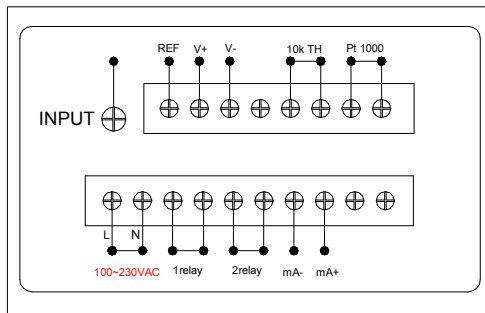 REF V+ V- 10k TH Pt 1000
INPUT
L N
100~230VAC 1relay 2relay mA- mA+